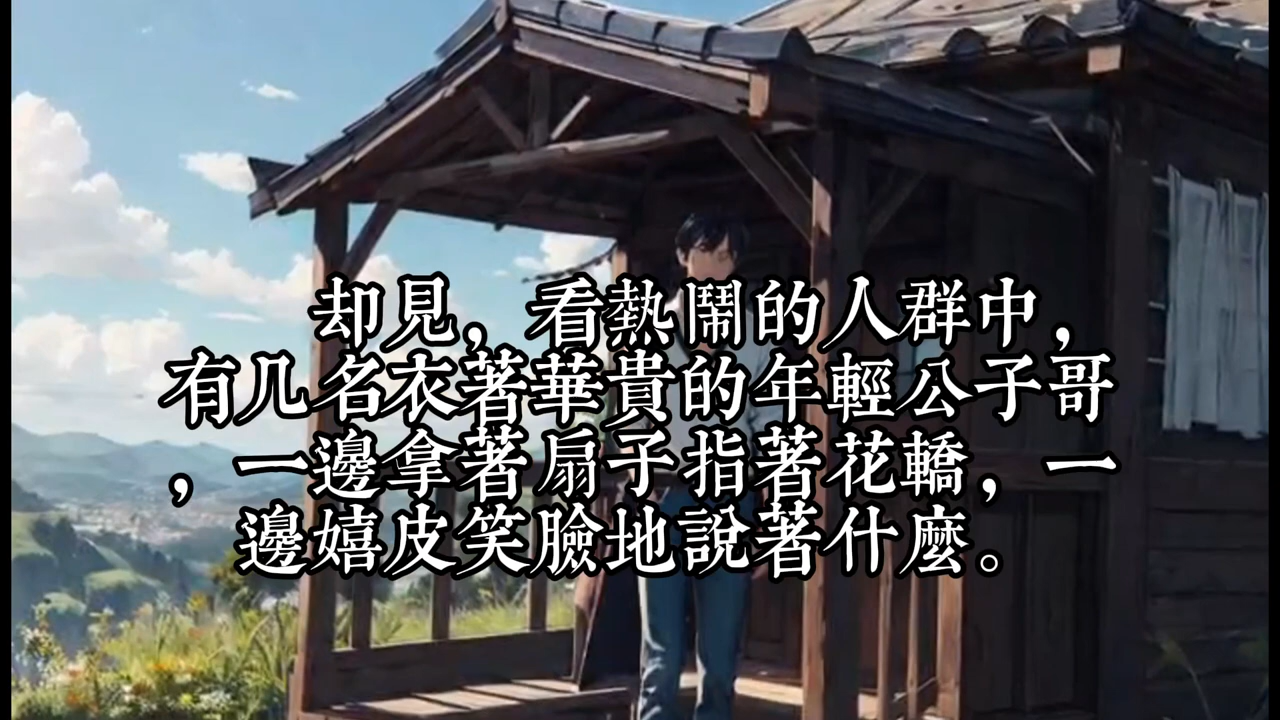 却見，看熱鬧的人群中，
有几名衣著華貴的年輕公子哥
，一邊拿著扇子指著花轎，一
邊嬉皮笑臉地說著什麼。